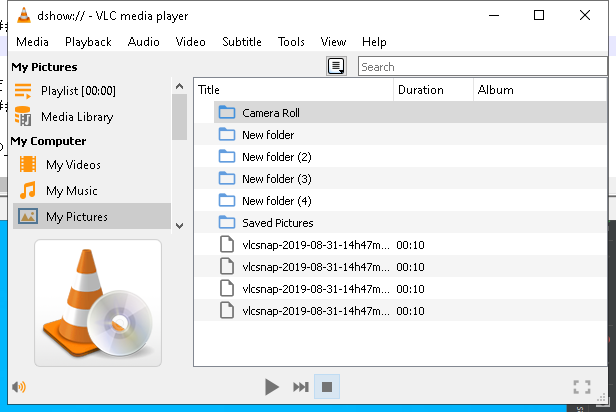 dshow:// - VLC media player
Media Playback Audio Video Subtitle Tools View Help
My Pictures
Search
Playlist [00:00]
Media Library
My Computer
My Videos
My Music
My Pictures
Title Duration Album
Camera Roll
New folder
New folder (2)
New folder (3)
New folder (4)
Saved Pictures
vlcsnap-2019-08-31-14h47m... 00:10
vlcsnap-2019-08-31-14h47m... 00:10
vlcsnap-2019-08-31-14h47m... 00:10
vlcsnap-2019-08-31-14h47m... 00:10